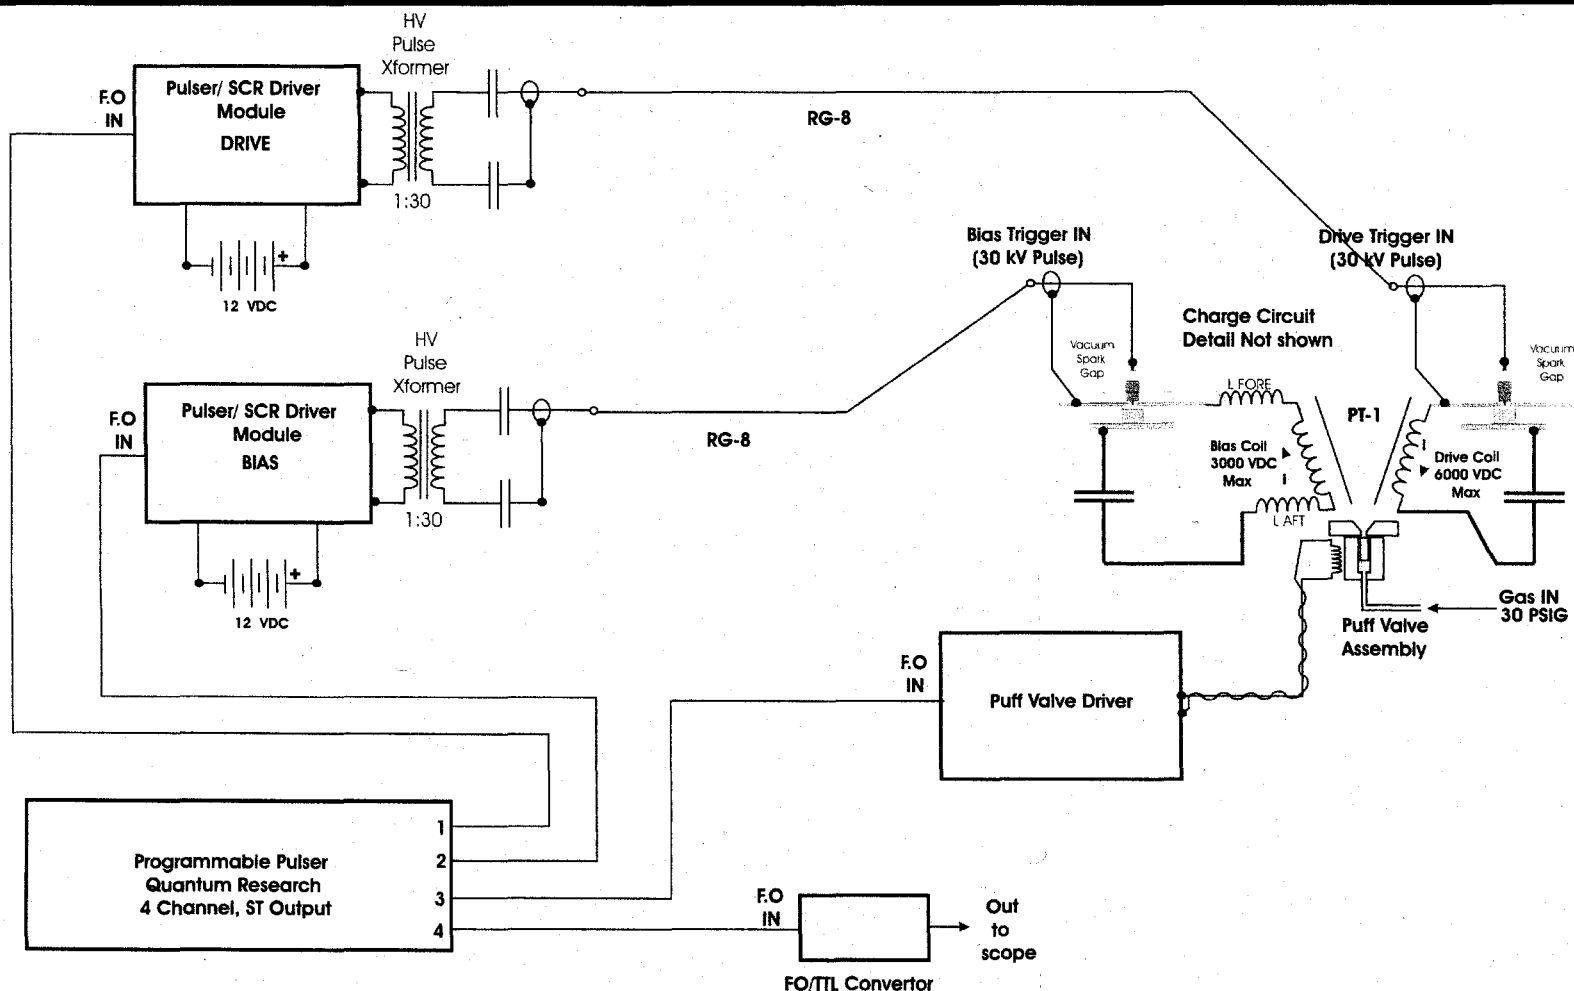 HV
Pulse
Xformer
F.O
IN
Pulser/ SCR Driver
Module
DRIVE
1:30
+
12 VDC
RG-8
Bias Trigger IN
(30 kV Pulse)
Drive Trigger IN
(30 kV Pulse)
Charge Circuit
Detail Not shown
Vacuum
Spark
Gap
Vacuum
Spark
Gap
L FORE
PT-1
Bias Coil
3000 VDC
Max
i
L AFT
i
Drive Coil
6000 VDC
Max
HV
Pulse
Xformer
F.O
IN
Pulser/ SCR Driver
Module
BIAS
1:30
+
12 VDC
RG-8
Gas IN
30 PSIG
Puff Valve
Assembly
F.O
IN
Puff Valve Driver
Programmable Pulser
Quantum Research
4 Channel, ST Output
1
2
3
4
F.O
IN
Out
to
scope
FO/TTL Convertor